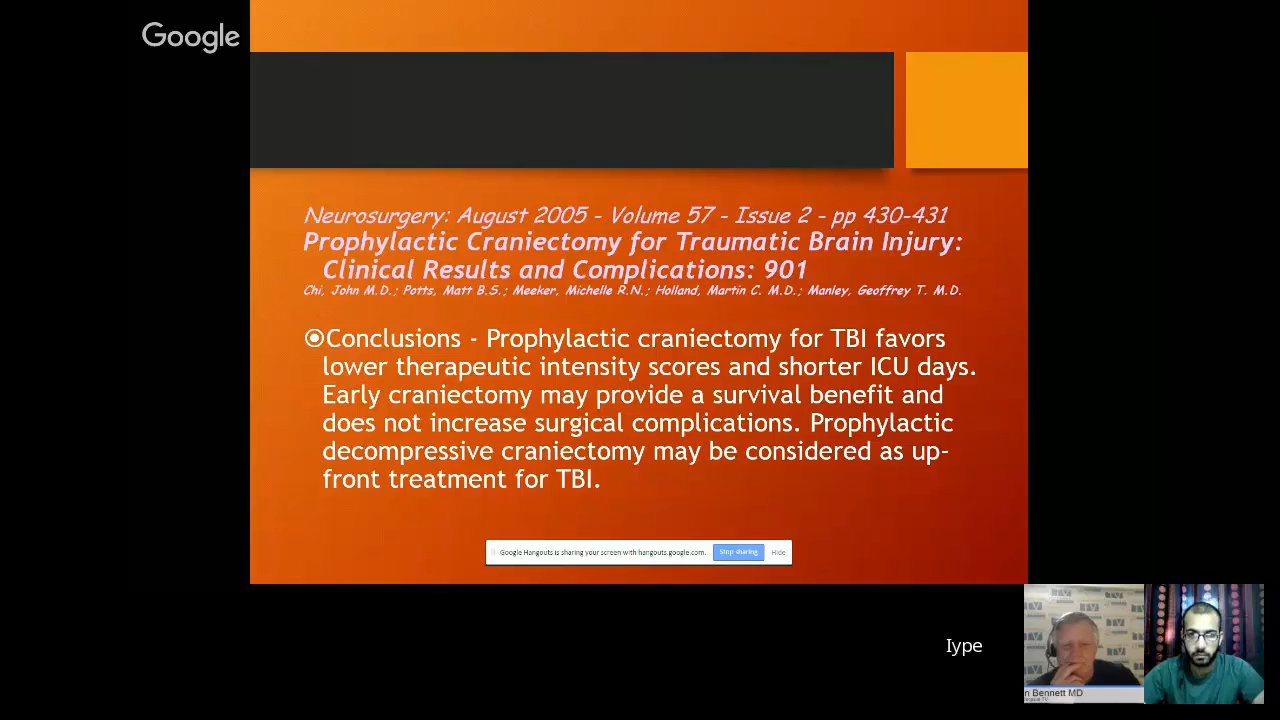 Google
Neurosurgery: August 2005 - Volume 57 - Issue 2 - pp 430-431
Prophylactic Craniectomy for Traumatic Brain Injury:
Clinical Results and Complications: 901
Chi, John M.D.; Potts, Matt B.S.; Meeker, Michelle R.N.; Holland, Martin C. M.D.; Manley, Geoffrey T. M.D.
Conclusions - Prophylactic craniectomy for TBI favors
lower therapeutic intensity scores and shorter ICU days.
Early craniectomy may provide a survival benefit and
does not increase surgical complications. Prophylactic
decompressive craniectomy may be considered as up-
front treatment for TBI.
Google Hangouts is sharing your screen with hangouts.google.com. Stop sharing Hide
Iype
n Bennett MD